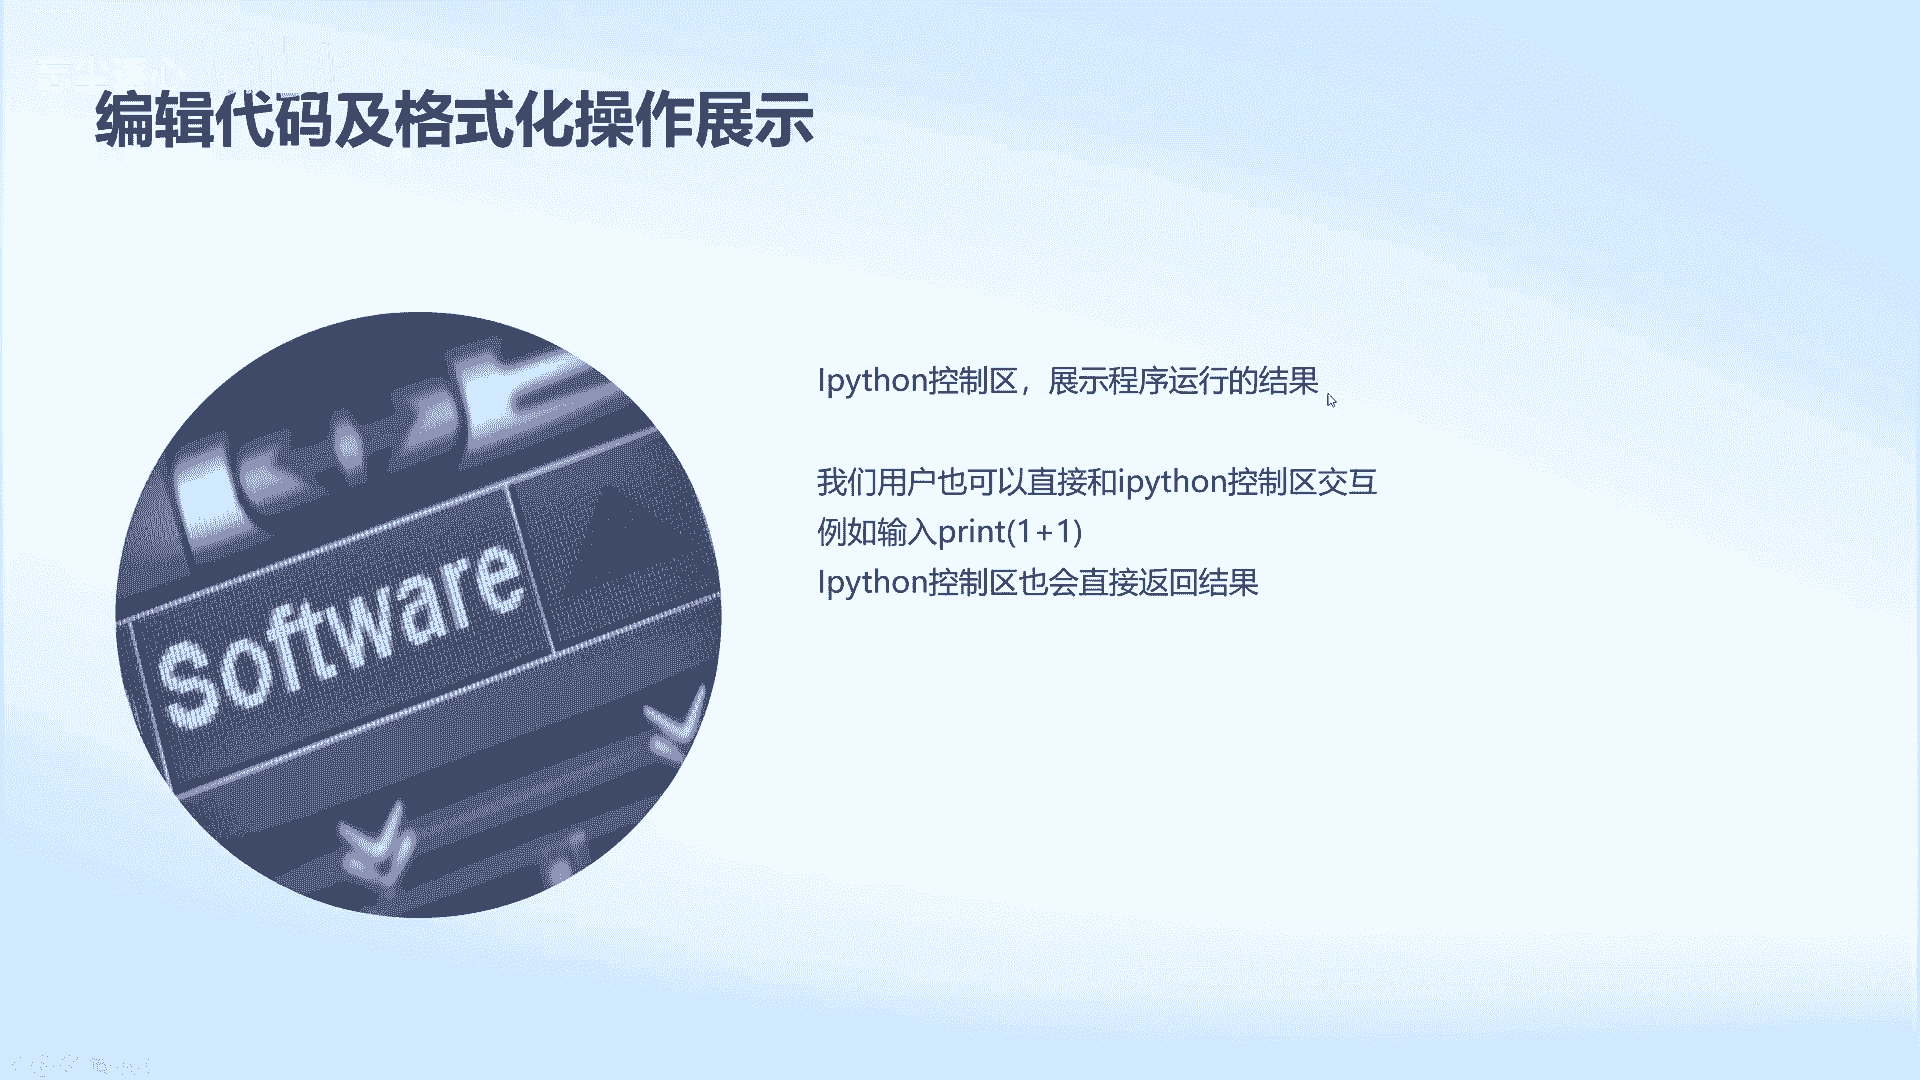 编辑代码及格式化操作展示
Ipython控制区，展示程序运行的结果
我们用户也可以直接和ipython控制区交互
例如输入print(1+1)
Ipython控制区也会直接返回结果
Software